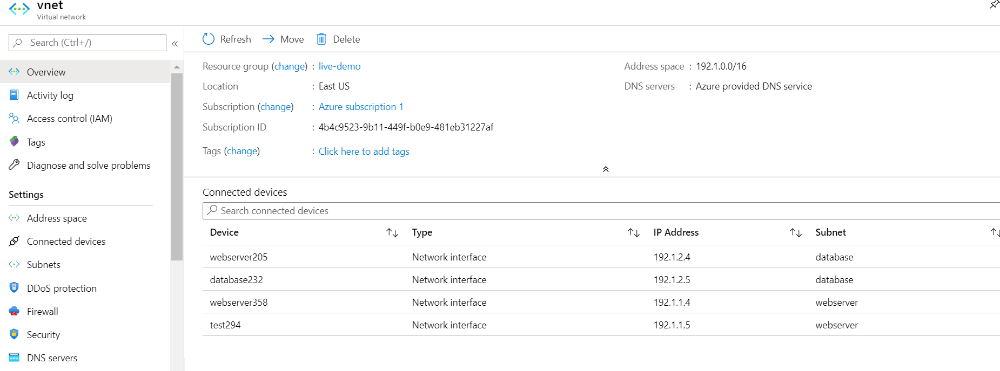 vnet
Virtual network
Search (Ctrl+/)
Overview
Activity log
Access control (IAM)
Tags
Diagnose and solve problems
Settings
Address space
Connected devices
Subnets
DDoS protection
Firewall
Security
DNS servers
Refresh Move Delete
Resource group (change) : live-demo
Location : East US
Subscription (change) : Azure subscription 1
Subscription ID : 4b4c9523-9b11-449f-b0e9-481eb31227af
Tags (change) : Click here to add tags
Address space : 192.1.0.0/16
DNS servers : Azure provided DNS service
Connected devices
Search connected devices
Device Type IP Address Subnet
webserver205 Network interface 192.1.2.4 database
database232 Network interface 192.1.2.5 database
webserver358 Network interface 192.1.1.4 webserver
test294 Network interface 192.1.1.5 webserver